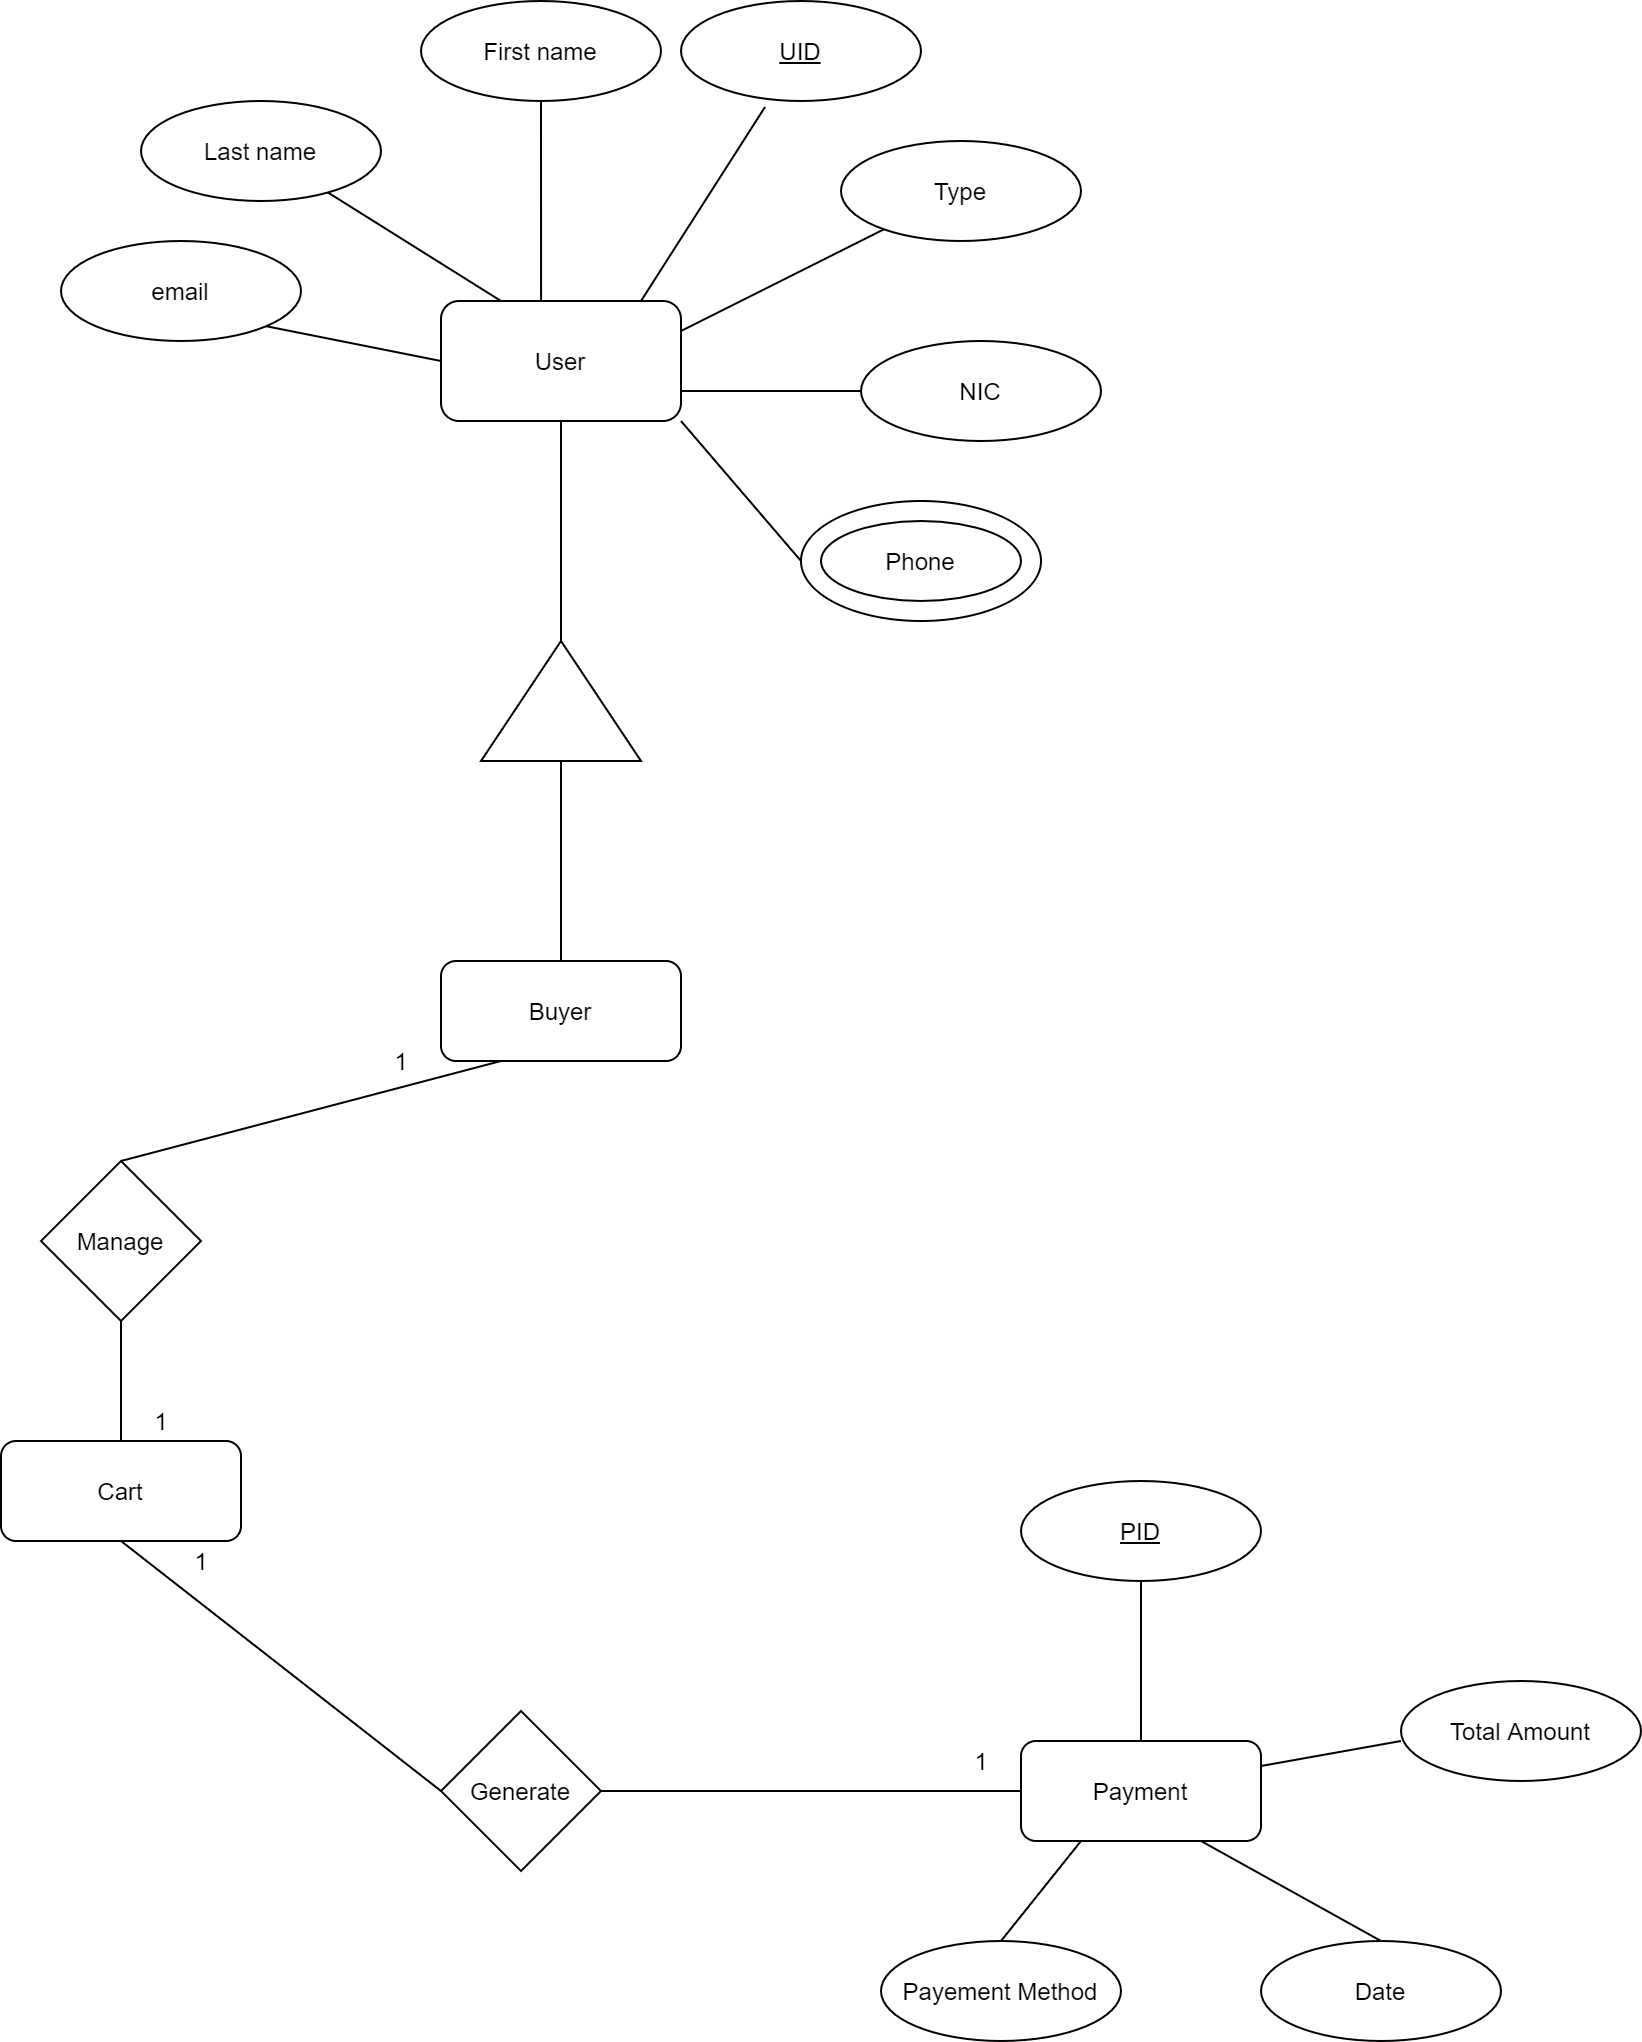 First name
UID
Last name
Type
email
User
NIC
Phone
Buyer
1
Manage
1
Cart
1
PID
Total Amount
1
Generate
Payment
Payement Method
Date